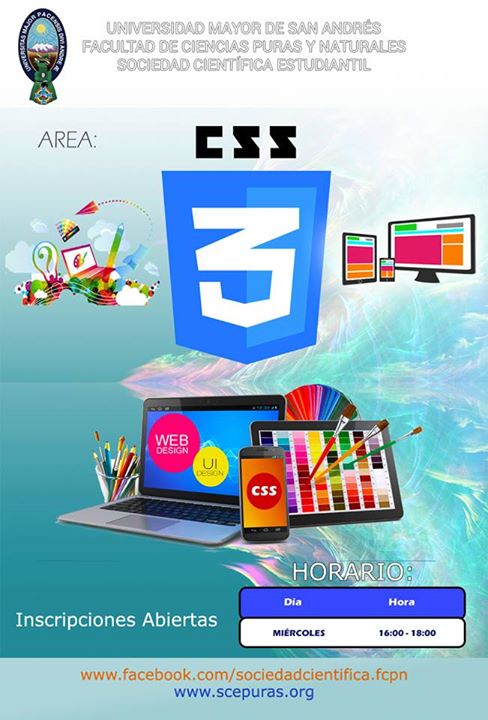 UNIVERSIDAD MAYOR DE SAN ANDRÉS
FACULTAD DE CIENCIAS PURAS Y NATURALES
SOCIEDAD CIENTÍFICA ESTUDIANTIL
AREA:
CSS
3
WEB
DESIGN
UI
DESIGN
CSS
HORARIO:
Día Hora
Inscripciones Abiertas
MIÉRCOLES 16:00 - 18:00
www.facebook.com/sociedadcientifica.fcpn
www.scepuras.org